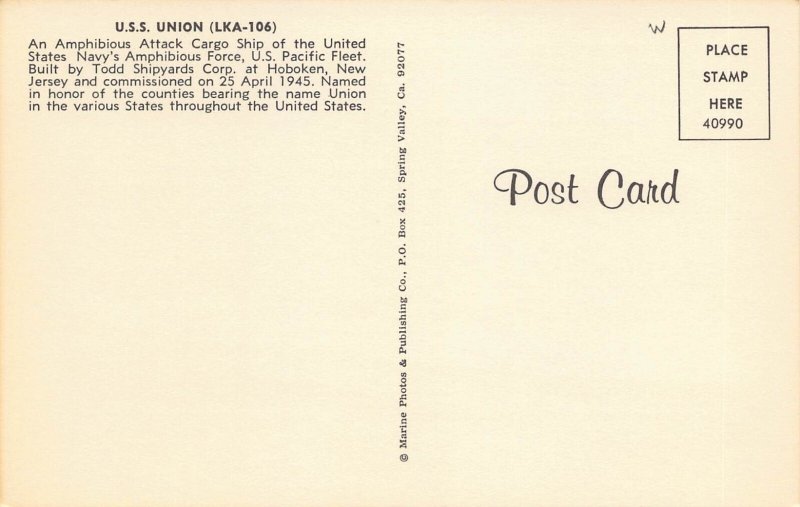 U.S.S. UNION (LKA-106)
An Amphibious Attack Cargo Ship of the United
States Navy's Amphibious Force, U.S. Pacific Fleet.
Built by Todd Shipyards Corp. at Hoboken, New
Jersey and commissioned on 25 April 1945. Named
in honor of the counties bearing the name Union
in the various States throughout the United States.
© Marine Photos & Publishing Co., P.O. Box 425, Spring Valley, Ca. 92077
W
PLACE
STAMP
HERE
40990
Post Card